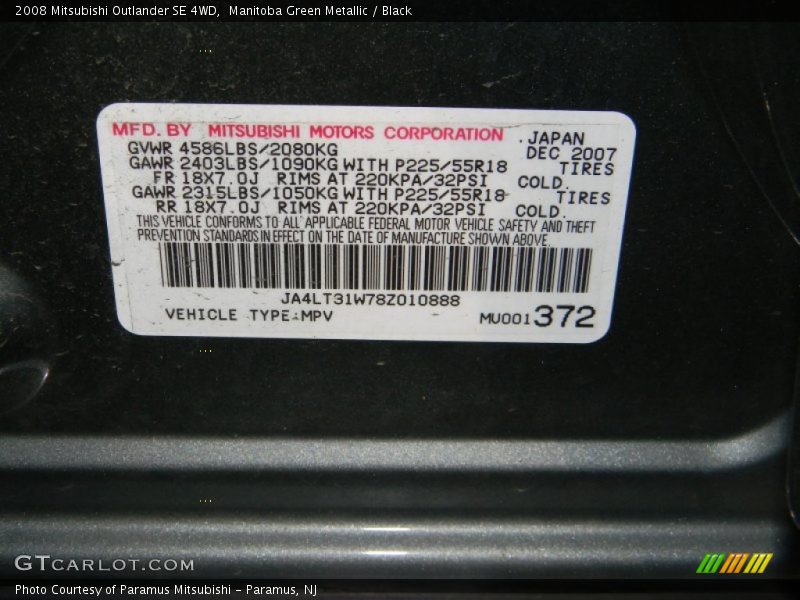 2008 Mitsubishi Outlander SE 4WD,  Manitoba Green Metallic / Black
MFD. BY MITSUBISHI MOTORS CORPORATION .JAPAN
GVWR 4586LBS/2080KG DEC 2007
GAWR 2403LBS/1090KG WITH P225/55R18 TIRES
FR 18X7.0J RIMS AT 220KPA/32PSI COLD.
GAWR 2315LBS/1050KG WITH P225/55R18 TIRES
RR 18X7.0J RIMS AT 220KPA/32PSI COLD.
THIS VEHICLE CONFORMS TO ALL APPLICABLE FEDERAL MOTOR VEHICLE SAFETY AND THEFT
PREVENTION STANDARDS IN EFFECT ON THE DATE OF MANUFACTURE SHOWN ABOVE.
JA4LT31W78Z010888
VEHICLE TYPE:MPV MU001372
GTCARLOT.COM
Photo Courtesy of Paramus Mitsubishi - Paramus, NJ